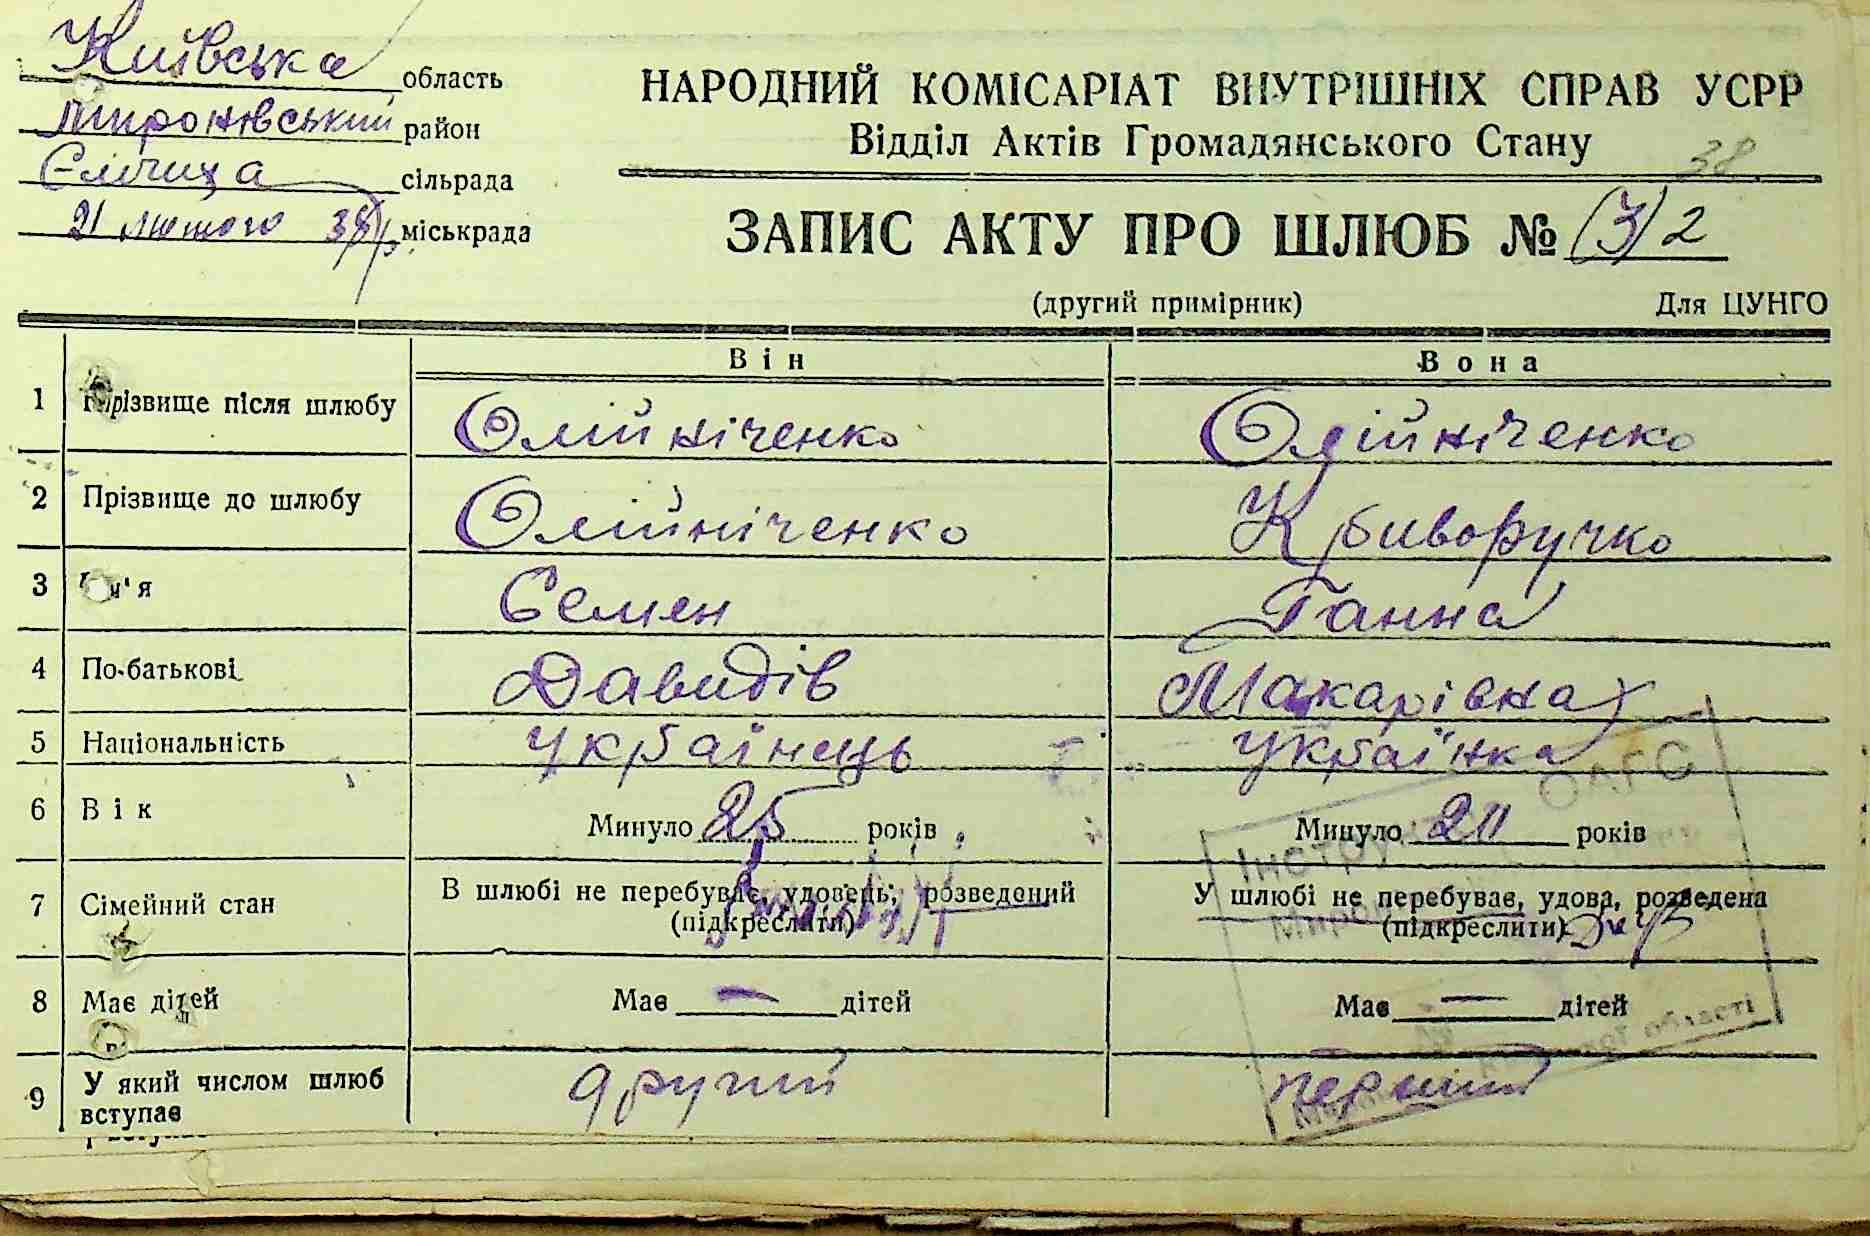 Київська область
Миронівський район
Єлічища сільрада
21 лютого 38 р. міськрада
НАРОДНИЙ КОМІСАРІАТ ВНУТРІШНІХ СПРАВ УСРР
Відділ Актів Громадянського Стану
38
ЗАПИС АКТУ ПРО ШЛЮБ № (3) 2
(другий примірник) Для ЦУНГО
Він Вона
1 Прізвище після шлюбу Олійніченко Олійніченко
2 Прізвище до шлюбу Олійніченко Криворучко
3 Ім'я Семен Ганна
4 По-батькові Давидів Макарівна
5 Національність Українець Українка
6 Вік Минуло 25 років Минуло 20 років
7 Сімейний стан В шлюбі не перебуває, удовець, розведений У шлюбі не перебуває, удова, розведена
(підкреслити) (підкреслити)
8 Має дітей Має — дітей Має — дітей
9 У який числом шлюб вступає другий перший